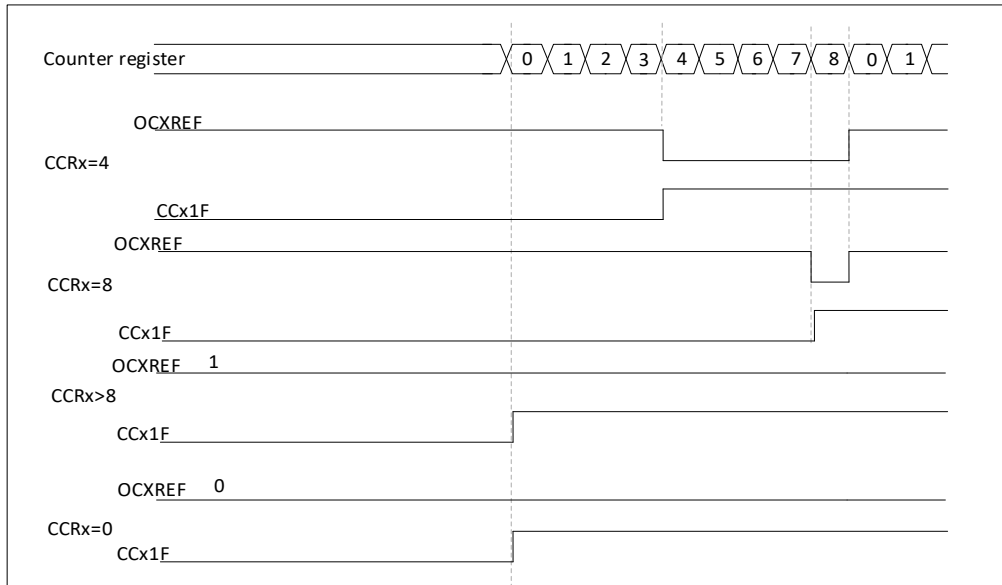 Counter register 0 1 2 3 4 5 6 7 8 0 1
OCXREF
CCRx=4
CCx1F
OCXREF
CCRx=8
CCx1F
OCXREF 1
CCRx>8
CCx1F
OCXREF 0
CCRx=0
CCx1F